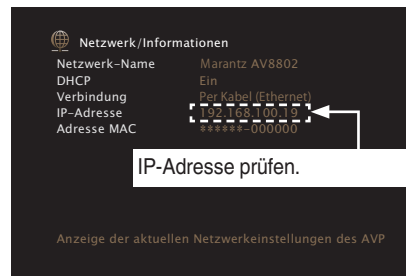 Netzwerk/Informationen
Netzwerk-Name Marantz AV8802
DHCP Ein
Verbindung Per Kabel (Ethernet)
IP-Adresse 192.168.100.19
Adresse MAC ******-000000
IP-Adresse prüfen.
Anzeige der aktuellen Netzwerkeinstellungen des AVP